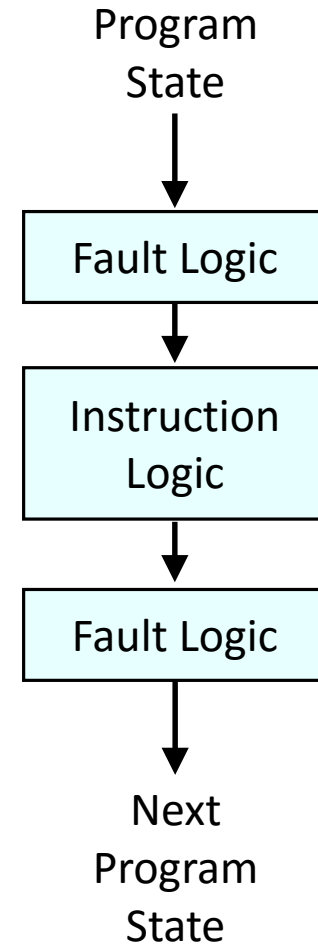 Program
State
Fault Logic
Instruction
Logic
Fault Logic
Next
Program
State